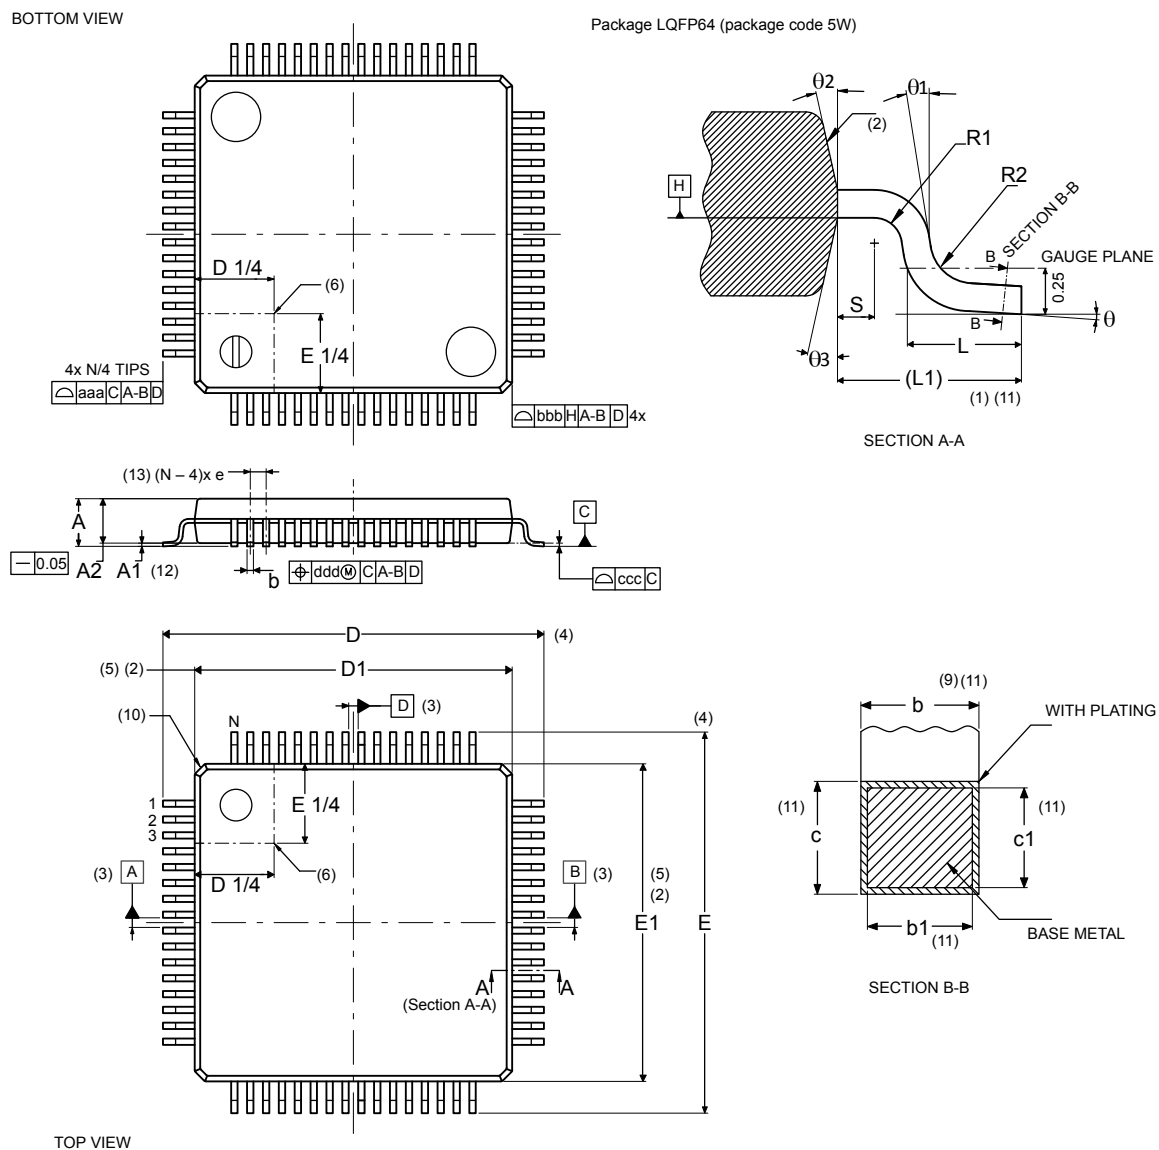 BOTTOM VIEW
Package LQFP64 (package code 5W)
D 1/4
(6)
E 1/4
4x N/4 TIPS
⌓ aaa C A-B D
⌓ bbb H A-B D 4x
θ2
θ1
(2)
R1
R2
H
SECTION B-B
B
GAUGE PLANE
0.25
S
B
θ
L
θ3
(L1)
(1) (11)
SECTION A-A
(13) (N – 4)x e
A
C
⏤ 0.05
A2
A1
(12)
b
⌖ ddd Ⓜ C A-B D
⌓ ccc C
D
(4)
(5) (2)
D1
(10)
N
D
(3)
(4)
1
2
3
E 1/4
D 1/4
(6)
(3)
A
B
(3)
(5)
(2)
E1
E
A
A
(Section A-A)
TOP VIEW
(9) (11)
b
WITH PLATING
(11)
c
(11)
c1
b1
(11)
BASE METAL
SECTION B-B